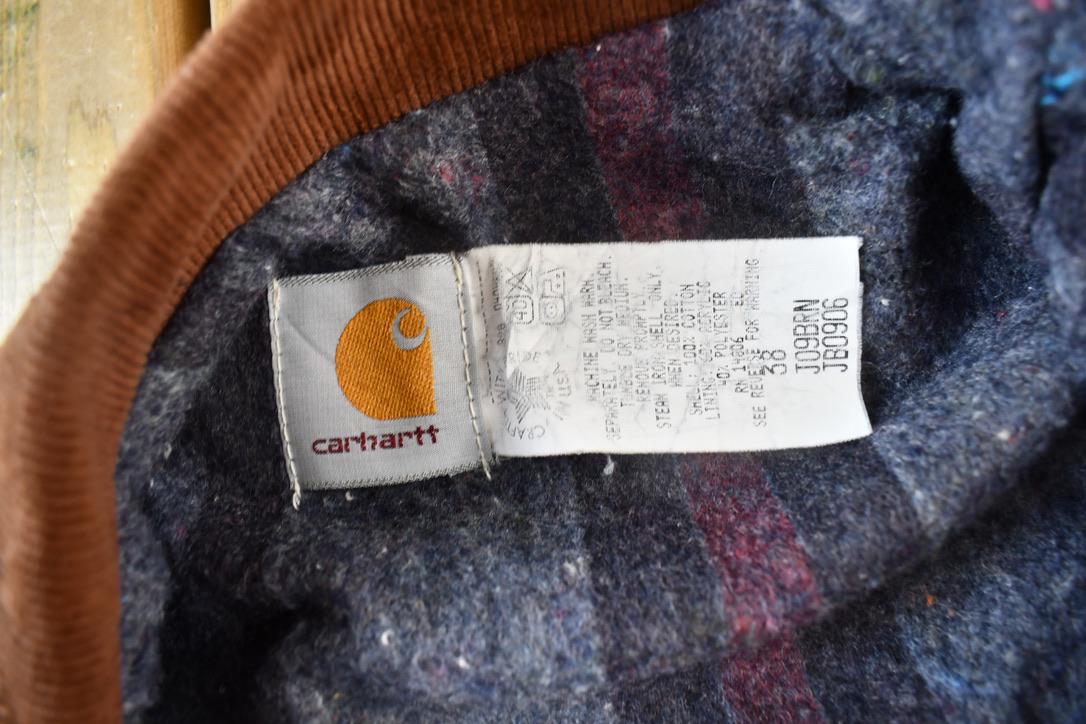 carhartt
MACHINE WASH WARM.
SEPARATELY. DO NOT BLEACH.
TUMBLE DRY MEDIUM.
REMOVE PROMPTLY.
STEAM IRON SHELL ONLY,
WHEN DESIRED.
SHELL: 100% COTTON
LINING: 60% ACRYLIC
40% POLYESTER
RN 14806
SEE REVERSE FOR WARNING
38
J09BRN
JB0906